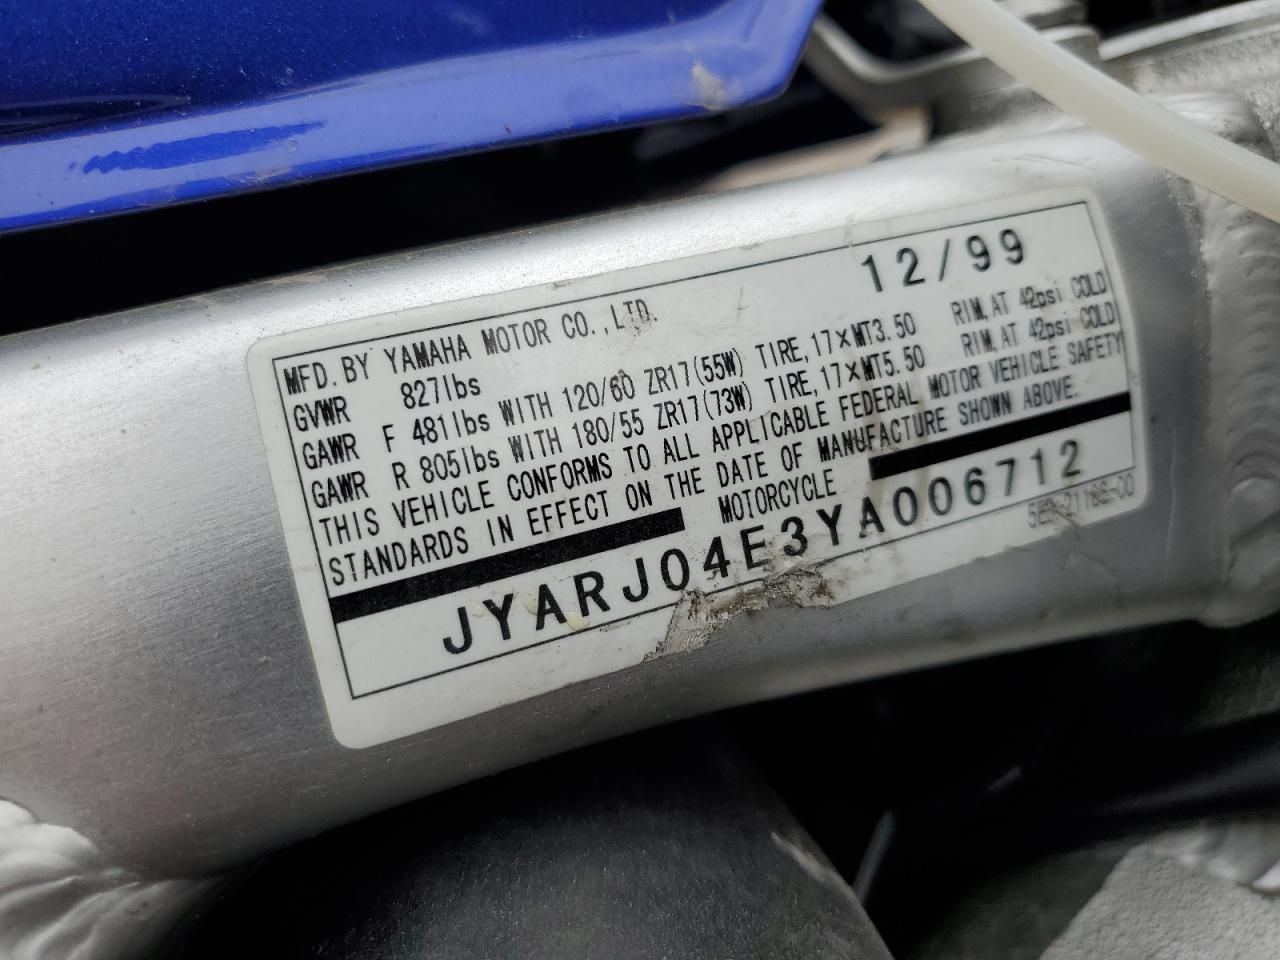 12/99
MFD. BY YAMAHA MOTOR CO., LTD.
GVWR 827lbs
GAWR F 481lbs WITH 120/60 ZR17(55W) TIRE, 17×MT3.50 RIM, AT 42psi COLD
GAWR R 805lbs WITH 180/55 ZR17(73W) TIRE, 17×MT5.50 RIM, AT 42psi COLD
THIS VEHICLE CONFORMS TO ALL APPLICABLE FEDERAL MOTOR VEHICLE SAFETY
STANDARDS IN EFFECT ON THE DATE OF MANUFACTURE SHOWN ABOVE.
MOTORCYCLE
JYARJ04E3YA006712